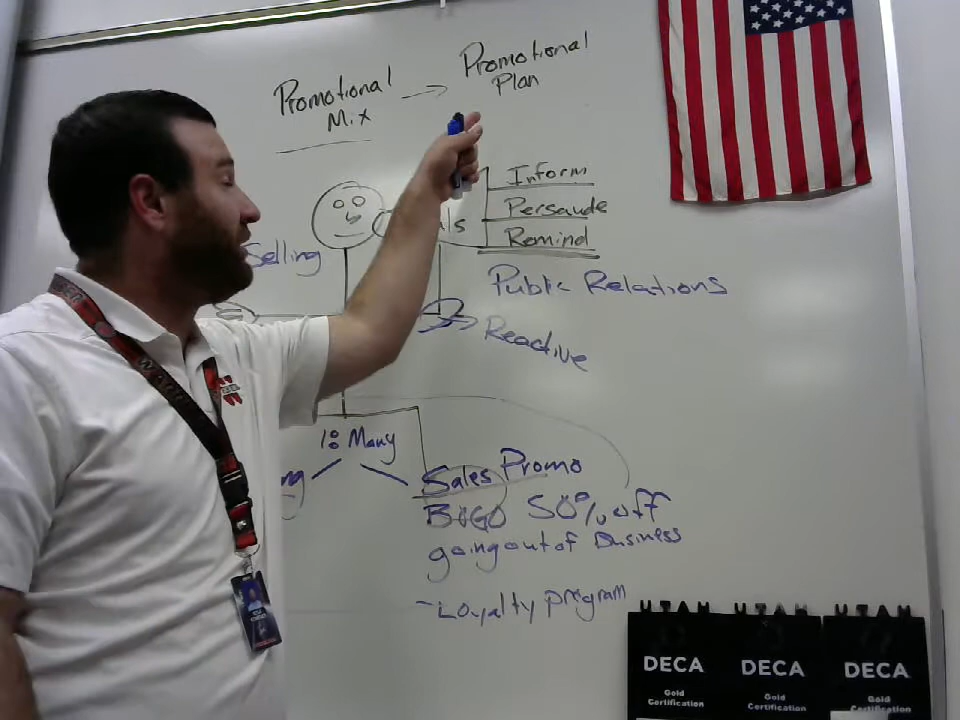 Promotional
Mix
Promotional
Plan
Inform
Persaude
Remind
Selling
Public Relations
Reactive
1:Many
Sales Promo
BOGO 50% off
going out of Business
-Loyalty program
UTAH UTAH UTAH
DECA DECA DECA
Gold Gold Gold
Certification Certification Certification